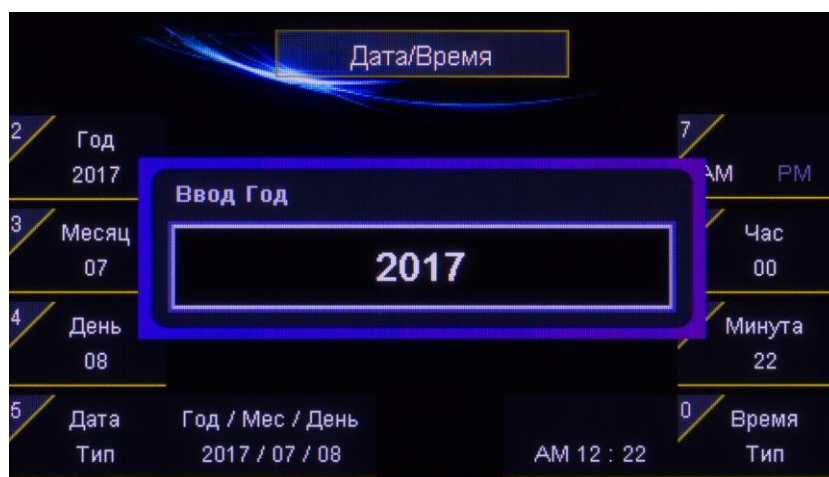 Дата/Время
2
Год
2017
7
AM PM
Ввод Год
2017
3
Месяц
07
Час
00
4
День
08
Минута
22
5
Дата
Тип
Год / Мес / День
2017 / 07 / 08
AM 12 : 22
0
Время
Тип